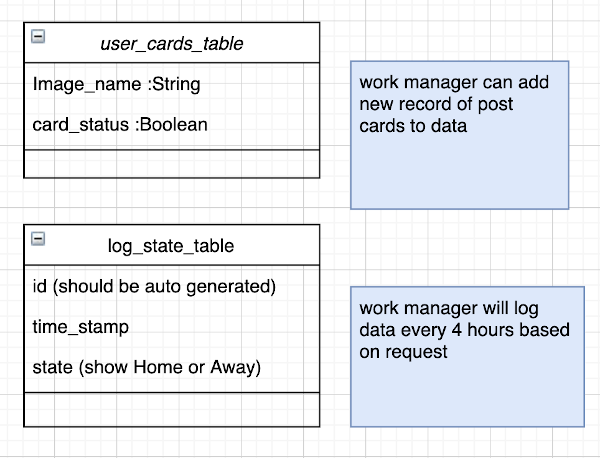 user_cards_table
Image_name :String
card_status :Boolean
work manager can add
new record of post
cards to data
log_state_table
id (should be auto generated)
time_stamp
state (show Home or Away)
work manager will log
data every 4 hours based
on request